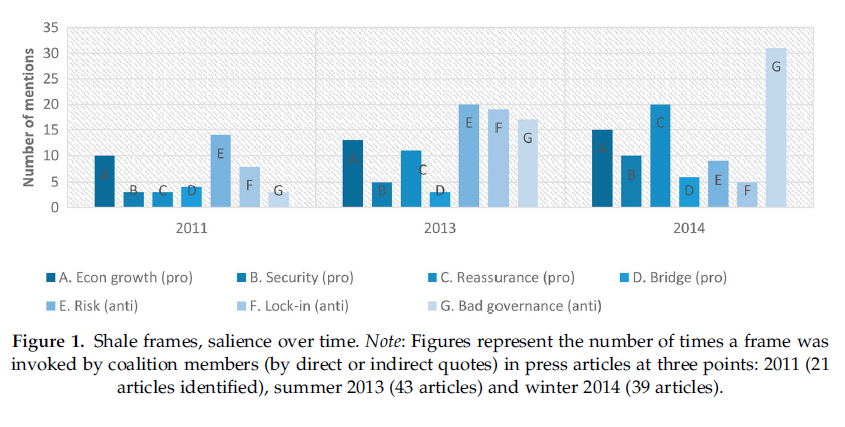 35
30
25
20
15
10
5
0
Number of mentions
A B C D E F G
A B C D E F G
A B C D E F G
2011 2013 2014
A. Econ growth (pro) B. Security (pro) C. Reassurance (pro) D. Bridge (pro)
E. Risk (anti) F. Lock-in (anti) G. Bad governance (anti)
Figure 1. Shale frames, salience over time. Note: Figures represent the number of times a frame was
invoked by coalition members (by direct or indirect quotes) in press articles at three points: 2011 (21
articles identified), summer 2013 (43 articles) and winter 2014 (39 articles).